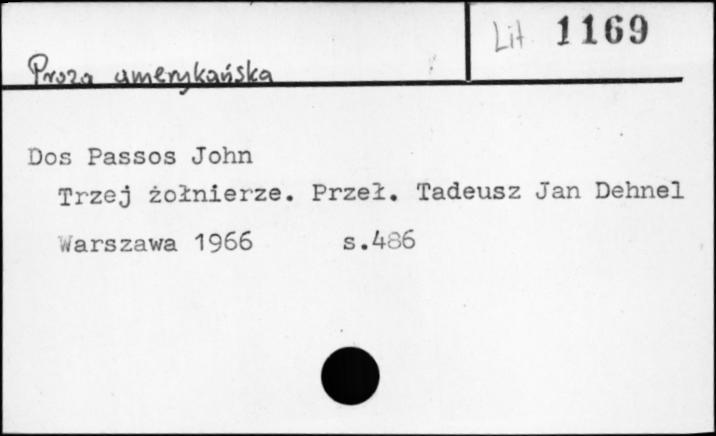 Lit 1169
Proza amerykańska
Dos Passos John
Trzej żołnierze. Przeł. Tadeusz Jan Dehnel
Warszawa 1966 s.486